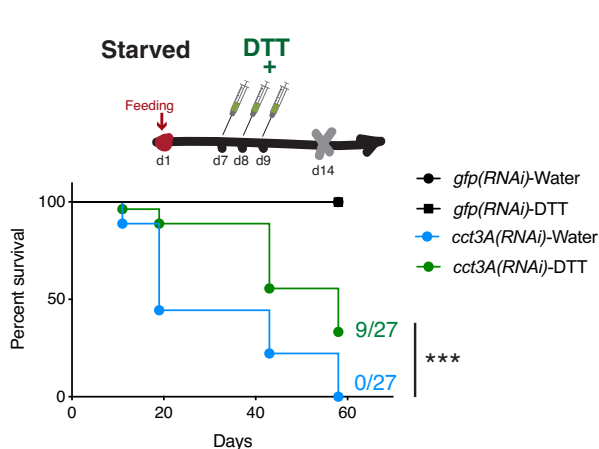 Starved
DTT
+
Feeding
d1
d7
d8
d9
d14
gfp(RNAi)-Water
gfp(RNAi)-DTT
cct3A(RNAi)-Water
cct3A(RNAi)-DTT
Percent survival
100
50
0
9/27
0/27
***
0
20
40
60
Days